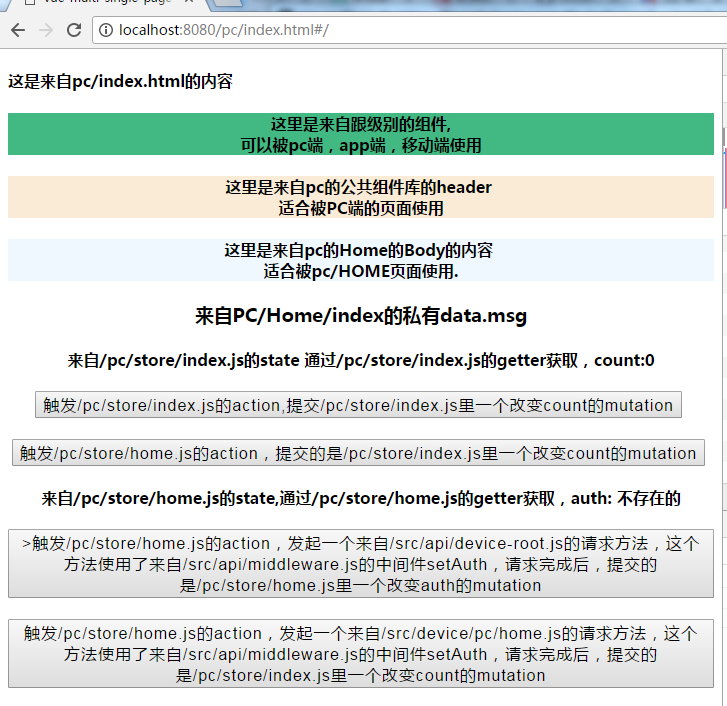 vue-multi-single-page
localhost:8080/pc/index.html#/
这是来自pc/index.html的内容
这里是来自跟级别的组件,
可以被pc端，app端，移动端使用
这里是来自pc的公共组件库的header
适合被PC端的页面使用
这里是来自pc的Home的Body的内容
适合被pc/HOME页面使用.
来自PC/Home/index的私有data.msg
来自/pc/store/index.js的state 通过/pc/store/index.js的getter获取，count:0
触发/pc/store/index.js的action,提交/pc/store/index.js里一个改变count的mutation
触发/pc/store/home.js的action，提交的是/pc/store/index.js里一个改变count的mutation
来自/pc/store/home.js的state,通过/pc/store/home.js的getter获取，auth: 不存在的
>触发/pc/store/home.js的action，发起一个来自/src/api/device-root.js的请求方法，这个
方法使用了来自/src/api/middleware.js的中间件setAuth，请求完成后，提交的
是/pc/store/home.js里一个改变auth的mutation
触发/pc/store/home.js的action，发起一个来自/src/device/pc/home.js的请求方法，这个
方法使用了来自/src/api/middleware.js的中间件setAuth，请求完成后，提交的
是/pc/store/index.js里一个改变count的mutation